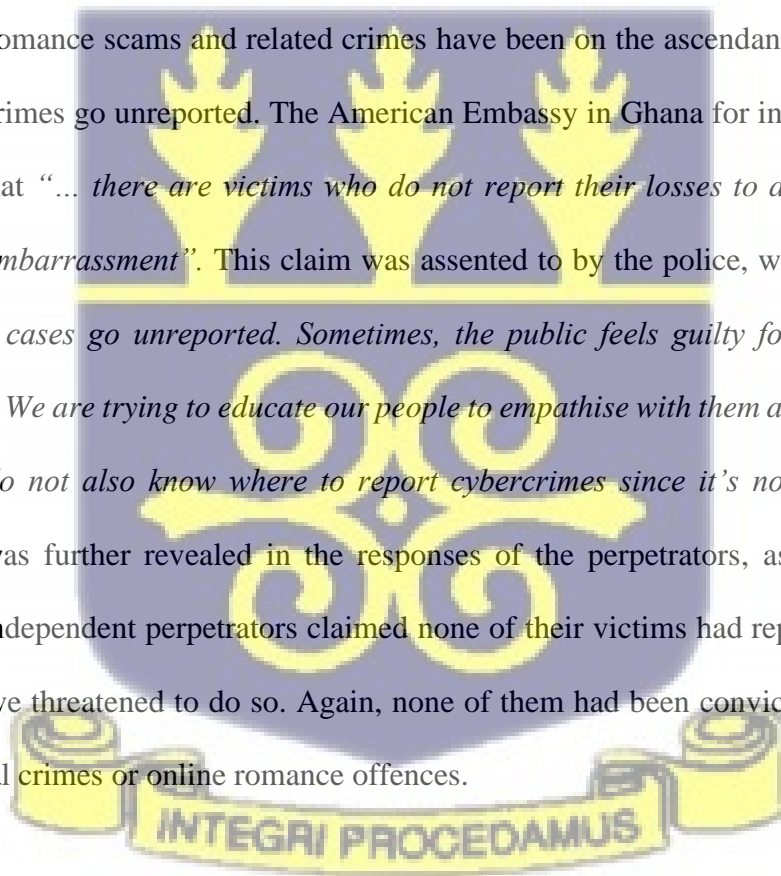 omance scams and related crimes have been on the ascendan
rimes go unreported. The American Embassy in Ghana for in
at “... there are victims who do not report their losses to a
mbarrassment”. This claim was assented to by the police, w
cases go unreported. Sometimes, the public feels guilty fo
We are trying to educate our people to empathise with them a
o not also know where to report cybercrimes since it’s no
was further revealed in the responses of the perpetrators, as
ndependent perpetrators claimed none of their victims had rep
ve threatened to do so. Again, none of them had been convic
al crimes or online romance offences.
INTEGRI PROCEDAMUS